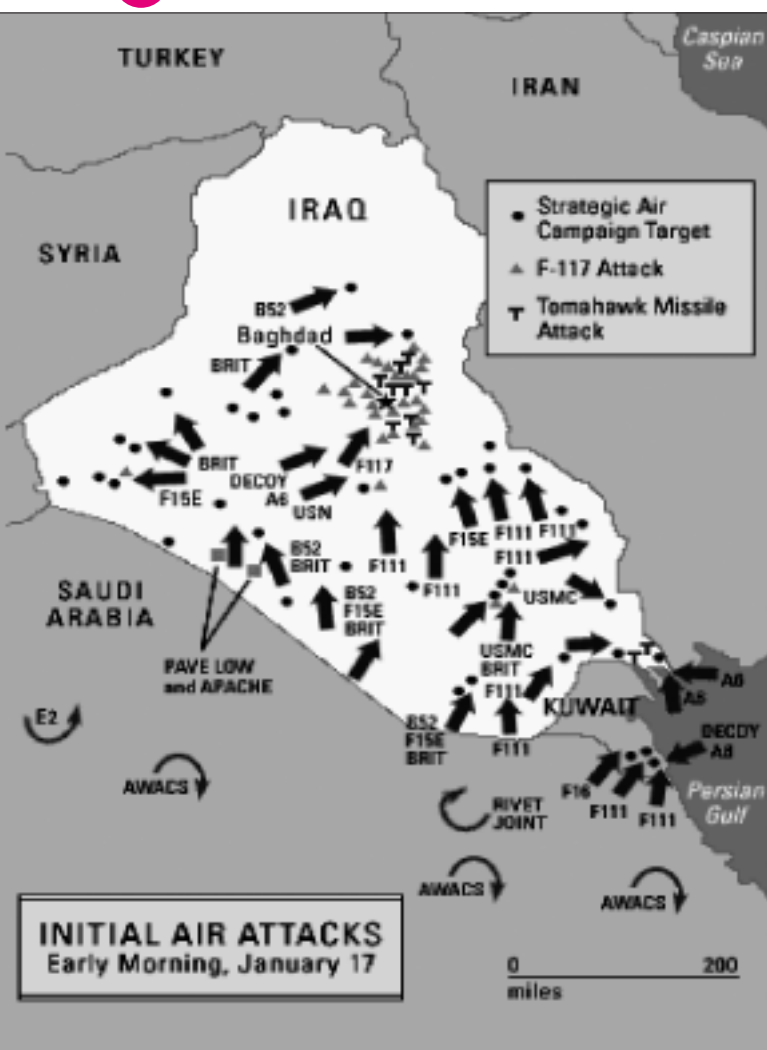 TURKEY
Caspian
Sea
IRAN
IRAQ
SYRIA
Strategic Air
Campaign Target
F-117 Attack
Tomahawk Missile
Attack
B52
Baghdad
BRIT
BRIT
F15E
DECOY
A6
USN
F117
F15E
F111
F111
F111
F111
F111
B52
BRIT
B52
F15E
BRIT
USMC
USMC
BRIT
F111
SAUDI
ARABIA
PAVE LOW
and APACHE
KUWAIT
A6
A6
DECOY
A6
B52
F15E
BRIT
F111
E2
AWACS
RIVET
JOINT
F16
F111
F111
Persian
Gulf
AWACS
AWACS
INITIAL AIR ATTACKS
Early Morning, January 17
0
200
miles